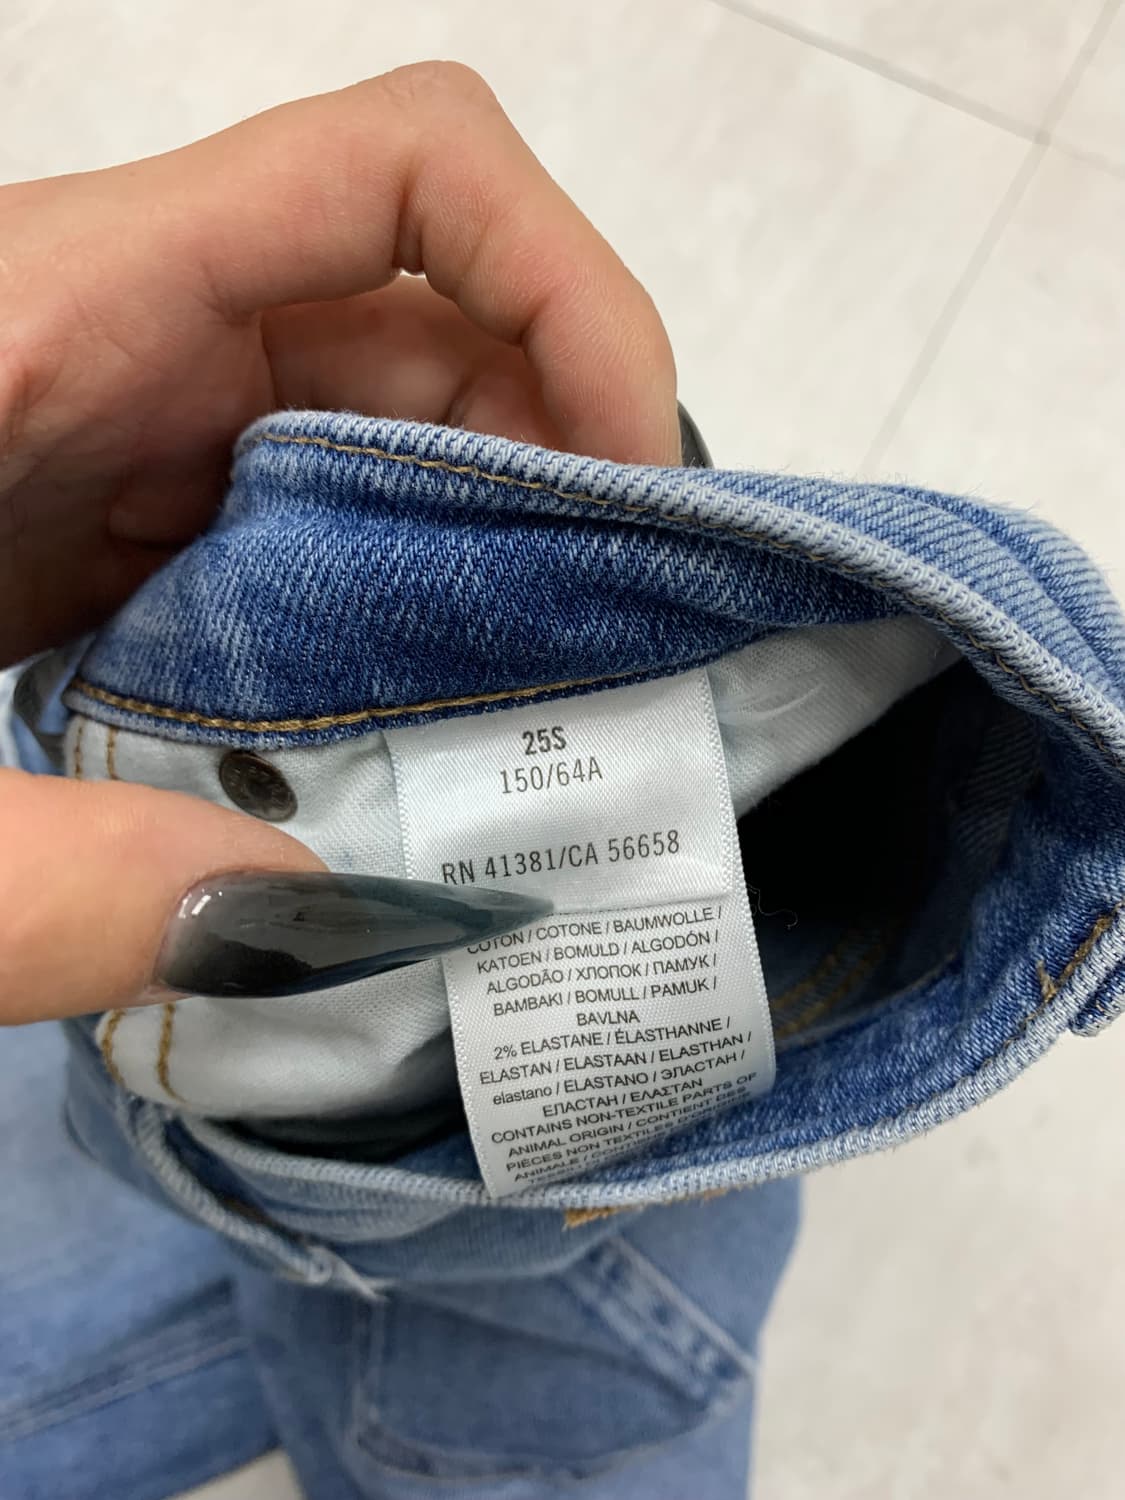 25S
150/64A
RN 41381/CA 56658
COTON / COTONE / BAUMWOLLE /
KATOEN / BOMULD / ALGODÓN /
ALGODÃO / ХЛОПОК / ПАМУК /
BAMBAKI / BOMULL / PAMUK /
BAVLNA
2% ELASTANE / ÉLASTHANNE /
ELASTAN / ELASTAAN / ELASTHAN /
elastano / ELASTANO / ЭЛАСТАН /
ЕЛАСТАН / ΕΛΑΣΤΑΝ
CONTAINS NON-TEXTILE PARTS OF
ANIMAL ORIGIN / CONTIENT DES
PIÈCES NON TEXTILES D'ORIGINE
ANIMALE /